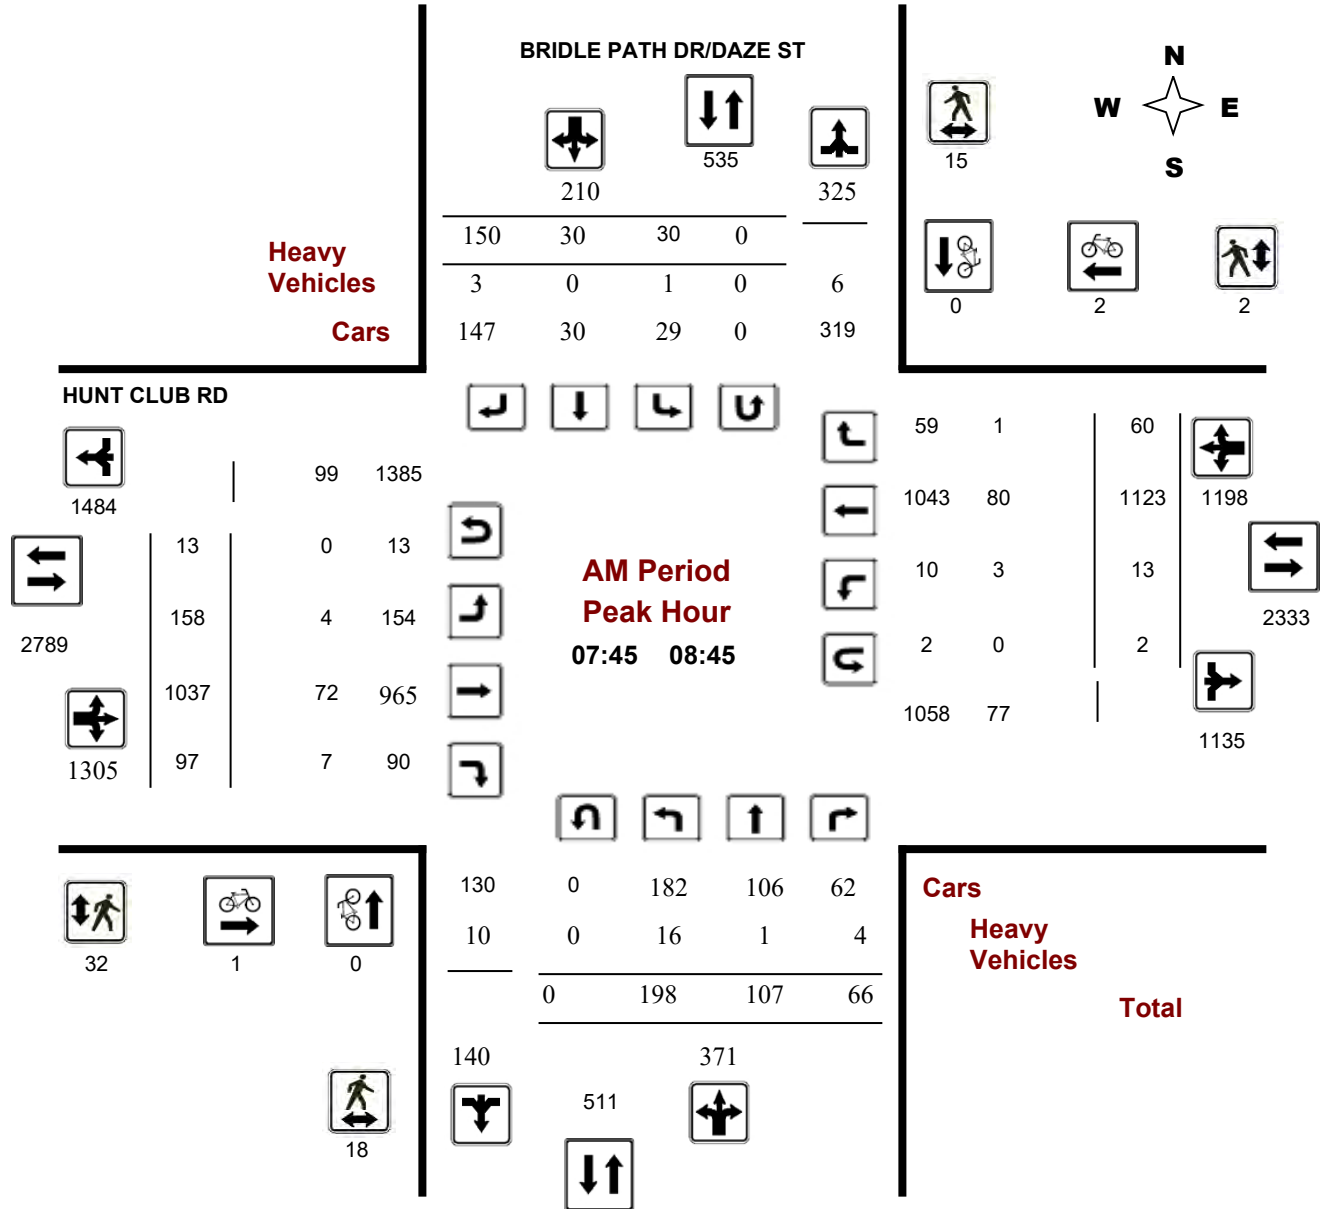 BRIDLE PATH DR/DAZE ST
N
W E
S
535
15
210 325
150 30 30 0
Heavy
Vehicles
3 0 1 0 6
0 2 2
Cars
147 30 29 0 319
HUNT CLUB RD
59 1 60
99 1385
1484
1043 80 1123 1198
13 0 13
AM Period
10 3 13
Peak Hour
158 4 154
2333
2789
07:45 08:45
2 0 2
1037 72 965
1058 77
1135
1305 97 7 90
130 0 182 106 62
Cars
10 0 16 1 4
Heavy
Vehicles
32 1 0
0 198 107 66
Total
140 371
511
18